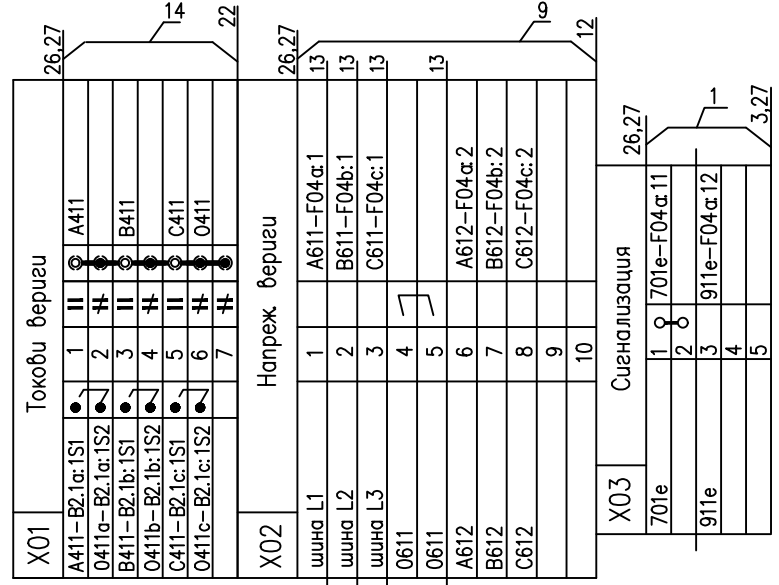 X01 Токови вериги 26,27 14 22
A411-B2.1a:1S1 1 A411
0411a-B2.1a:1S2 2
B411-B2.1b:1S1 3 B411
0411b-B2.1b:1S2 4
C411-B2.1c:1S1 5 C411
0411c-B2.1c:1S2 6 0411
7
X02 Напреж. вериги 26,27 9 12
шина L1 1 A611-F04a:1 13
шина L2 2 B611-F04b:1 13
шина L3 3 C611-F04c:1 13
0611 4
0611 5 13
A612 6 A612-F04a:2
B612 7 B612-F04b:2
C612 8 C612-F04c:2
9
10
X03 Сигнализация 26,27 1 3,27
701e 1 701e-F04a:11
2
911e 3 911e-F04a:12
4
5